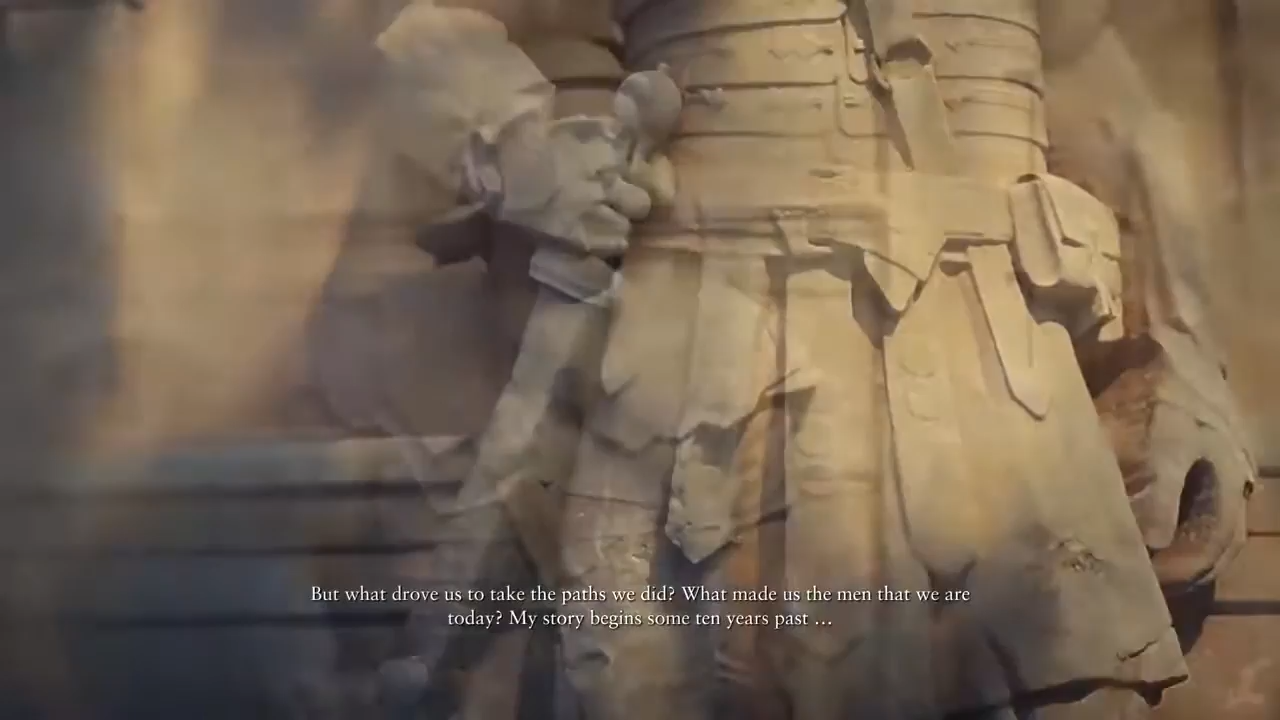 But what drove us to take the paths we did? What made us the men that we are
today? My story begins some ten years past …